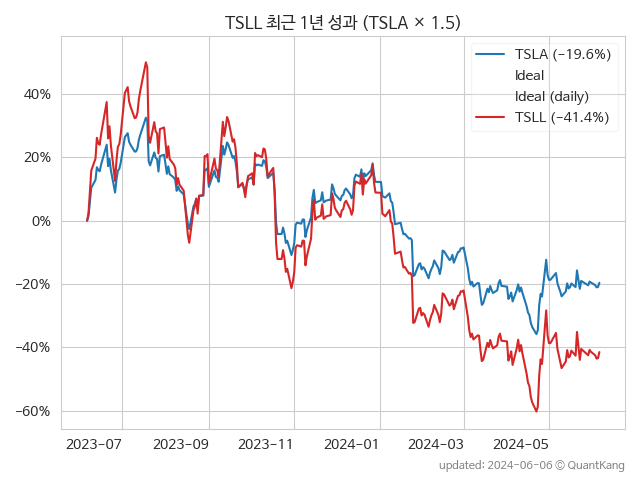 TSLL 최근 1년 성과 (TSLA × 1.5)
TSLA (−19.6%)
Ideal
Ideal (daily)
TSLL (−41.4%)
40%
20%
0%
−20%
−40%
−60%
2023−07
2023−09
2023−11
2024−01
2024−03
2024−05
updated: 2024-06-06 © QuantKang